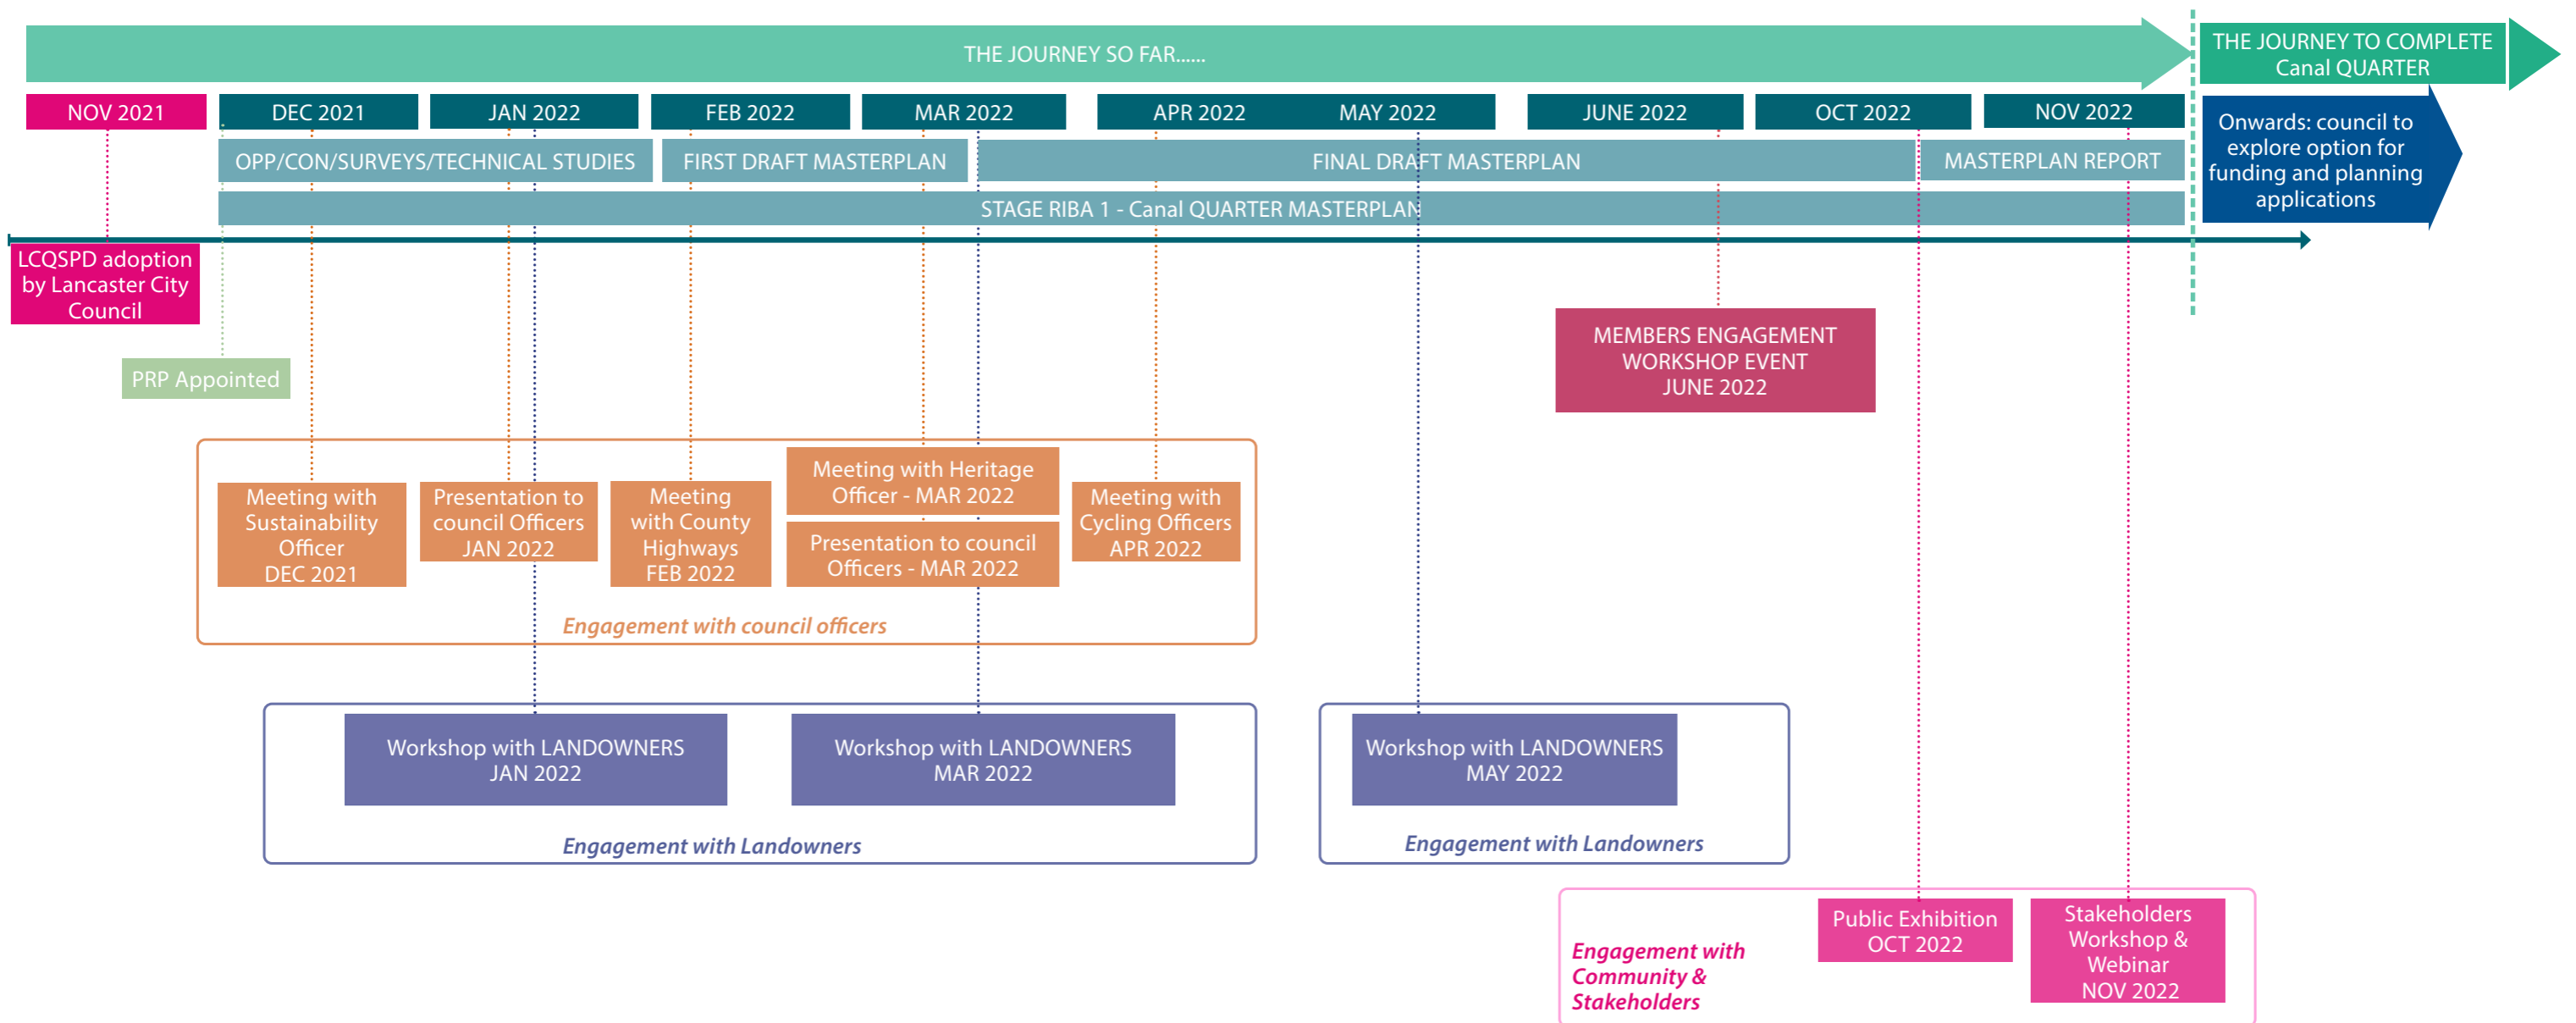 THE JOURNEY SO FAR......
THE JOURNEY TO COMPLETE
Canal QUARTER
NOV 2021
DEC 2021
JAN 2022
FEB 2022
MAR 2022
APR 2022
MAY 2022
JUNE 2022
OCT 2022
NOV 2022
Onwards: council to
explore option for
funding and planning
applications
OPP/CON/SURVEYS/TECHNICAL STUDIES
FIRST DRAFT MASTERPLAN
FINAL DRAFT MASTERPLAN
MASTERPLAN REPORT
STAGE RIBA 1 - Canal QUARTER MASTERPLAN
LCQSPD adoption
by Lancaster City
Council
PRP Appointed
MEMBERS ENGAGEMENT
WORKSHOP EVENT
JUNE 2022
Meeting with
Sustainability
Officer
DEC 2021
Presentation to
council Officers
JAN 2022
Meeting
with County
Highways
FEB 2022
Meeting with Heritage
Officer - MAR 2022
Presentation to council
Officers - MAR 2022
Meeting with
Cycling Officers
APR 2022
Engagement with council officers
Workshop with LANDOWNERS
JAN 2022
Workshop with LANDOWNERS
MAR 2022
Engagement with Landowners
Workshop with LANDOWNERS
MAY 2022
Engagement with Landowners
Engagement with
Community &
Stakeholders
Public Exhibition
OCT 2022
Stakeholders
Workshop &
Webinar
NOV 2022